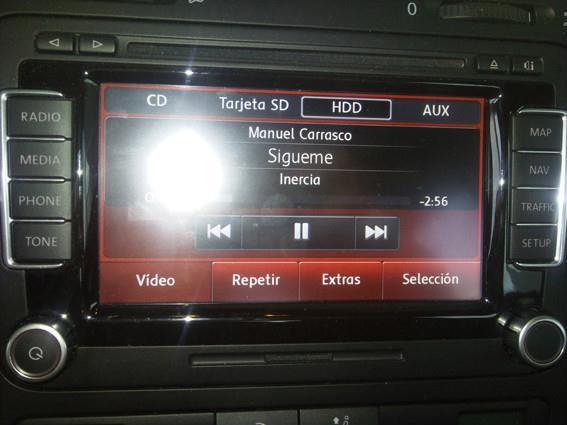 0
RADIO
MEDIA
PHONE
TONE
CD Tarjeta SD HDD AUX
Manuel Carrasco
Sigueme
Inercia
-2:56
Vídeo Repetir Extras Selección
MAP
NAV
TRAFFIC
SETUP